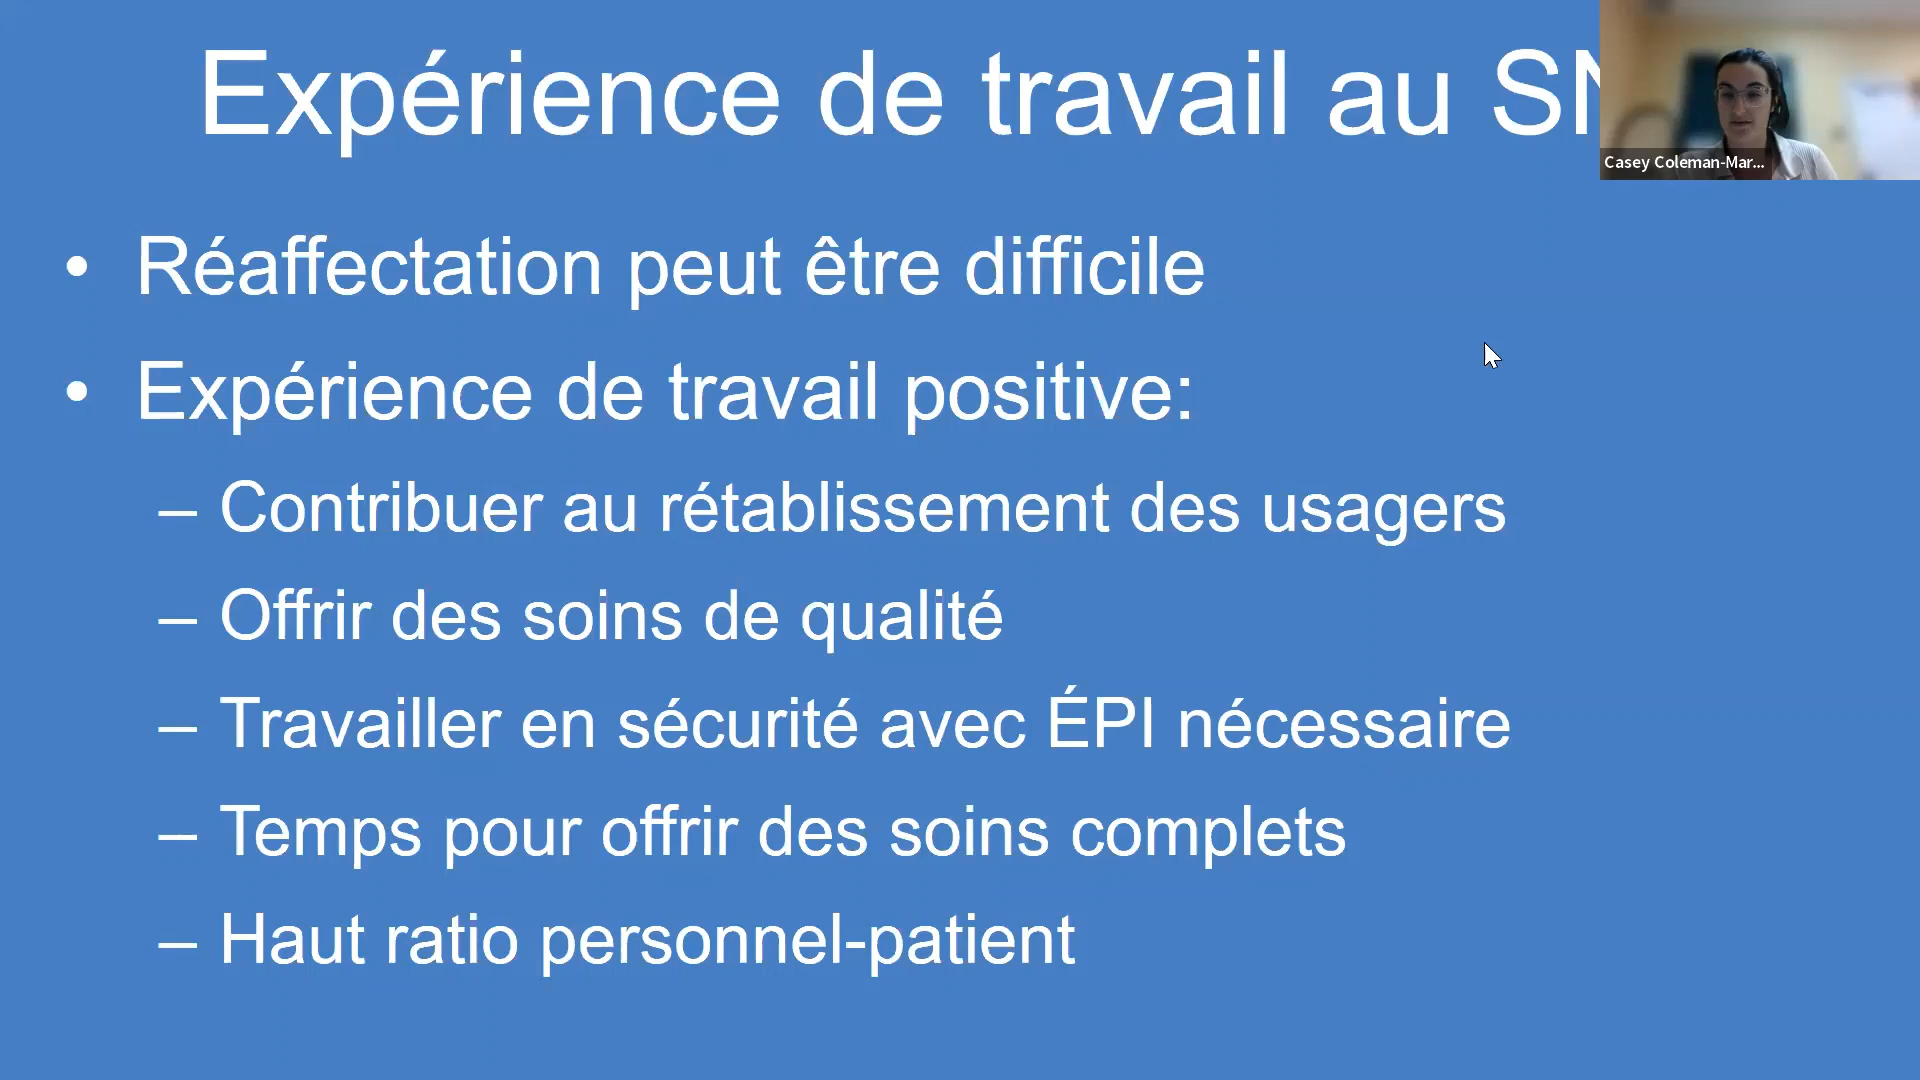 Expérience de travail au
Casey Coleman-Mar...
• Réaffectation peut être difficile
• Expérience de travail positive:
– Contribuer au rétablissement des usagers
– Offrir des soins de qualité
– Travailler en sécurité avec ÉPI nécessaire
– Temps pour offrir des soins complets
– Haut ratio personnel-patient